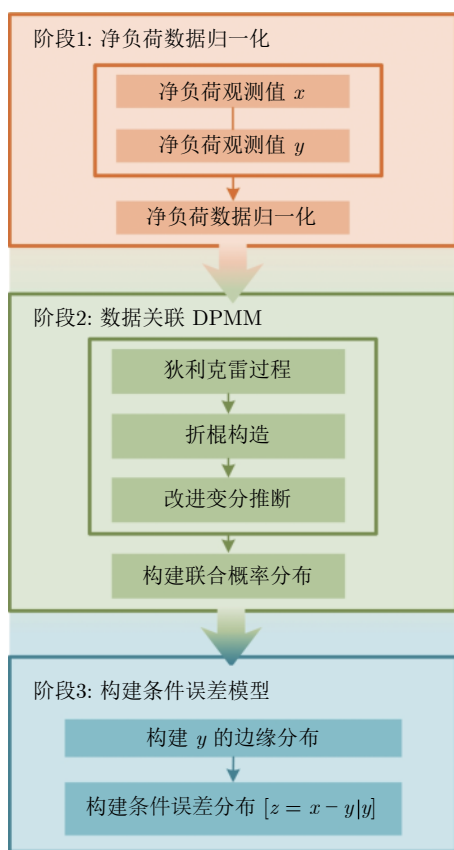 阶段1: 净负荷数据归一化
净负荷观测值 x
净负荷观测值 y
净负荷数据归一化
阶段2: 数据关联 DPMM
狄利克雷过程
折棍构造
改进变分推断
构建联合概率分布
阶段3: 构建条件误差模型
构建 y 的边缘分布
构建条件误差分布 [z = x − y|y]